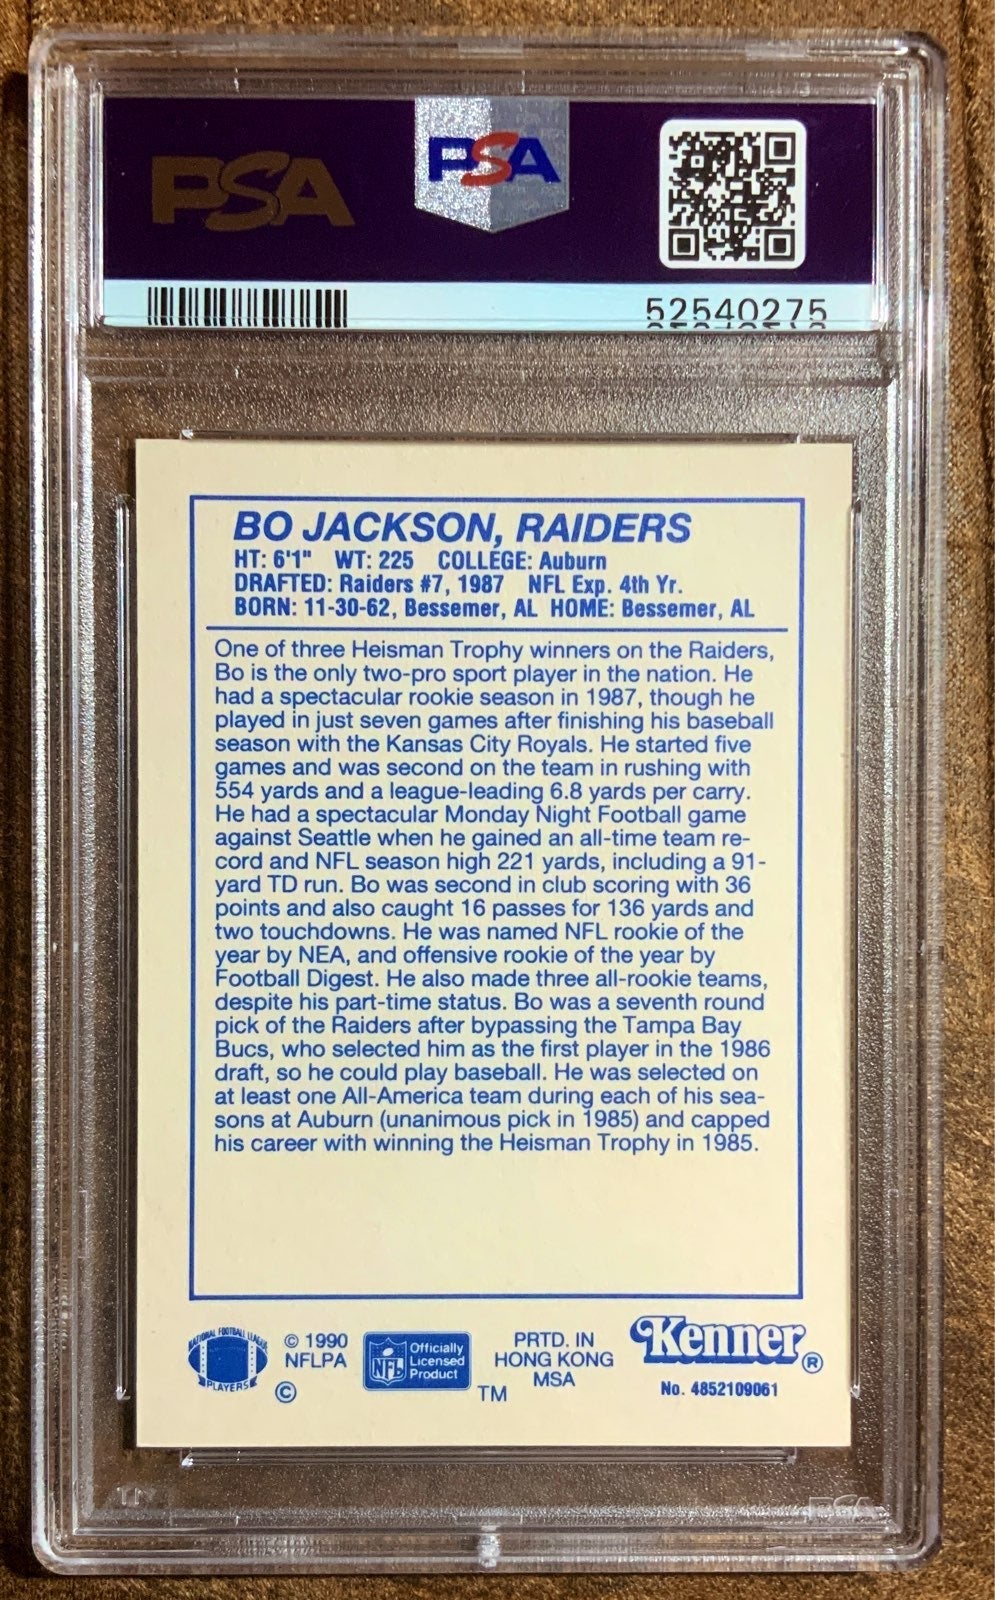 PSA
PSA
52540275
BO JACKSON, RAIDERS
HT: 6'1" WT: 225 COLLEGE: Auburn
DRAFTED: Raiders #7, 1987 NFL Exp. 4th Yr.
BORN: 11-30-62, Bessemer, AL HOME: Bessemer, AL
One of three Heisman Trophy winners on the Raiders,
Bo is the only two-pro sport player in the nation. He
had a spectacular rookie season in 1987, though he
played in just seven games after finishing his baseball
season with the Kansas City Royals. He started five
games and was second on the team in rushing with
554 yards and a league-leading 6.8 yards per carry.
He had a spectacular Monday Night Football game
against Seattle when he gained an all-time team re-
cord and NFL season high 221 yards, including a 91-
yard TD run. Bo was second in club scoring with 36
points and also caught 16 passes for 136 yards and
two touchdowns. He was named NFL rookie of the
year by NEA, and offensive rookie of the year by
Football Digest. He also made three all-rookie teams,
despite his part-time status. Bo was a seventh round
pick of the Raiders after bypassing the Tampa Bay
Bucs, who selected him as the first player in the 1986
draft, so he could play baseball. He was selected on
at least one All-America team during each of his sea-
sons at Auburn (unanimous pick in 1985) and capped
his career with winning the Heisman Trophy in 1985.
NATIONAL FOOTBALL LEAGUE
PLAYERS
©
© 1990
NFLPA
NFL
Officially
Licensed
Product
TM
PRTD. IN
HONG KONG
MSA
Kenner®
No. 4852109061
PSA